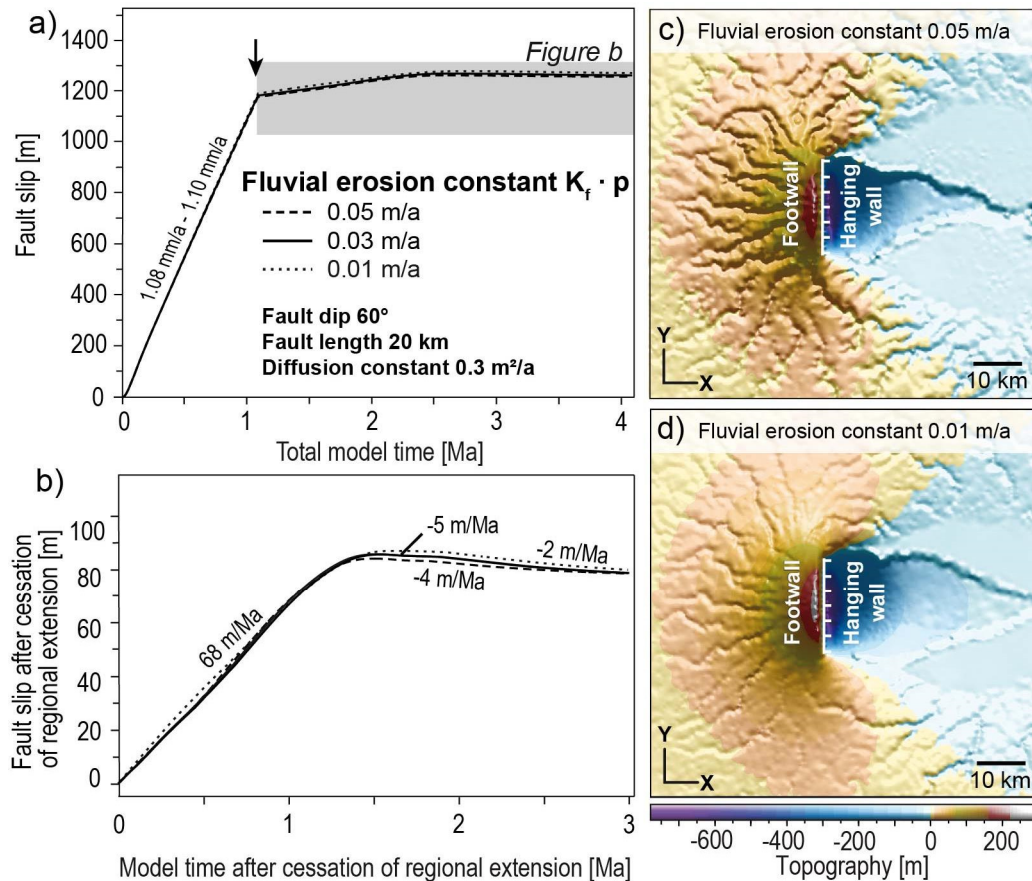 a)
1400
1200
1000
800
600
400
200
0
Fault slip [m]
Figure b
1.08 mm/a - 1.10 mm/a
Fluvial erosion constant Kf · p
0.05 m/a
0.03 m/a
0.01 m/a
Fault dip 60°
Fault length 20 km
Diffusion constant 0.3 m²/a
0 1 2 3 4
Total model time [Ma]
b)
100
80
60
40
20
0
Fault slip after cessation
of regional extension [m]
68 m/Ma
-5 m/Ma
-4 m/Ma
-2 m/Ma
0 1 2 3
Model time after cessation of regional extension [Ma]
c) Fluvial erosion constant 0.05 m/a
Footwall
Hanging
wall
Y
X
10 km
d) Fluvial erosion constant 0.01 m/a
Footwall
Hanging
wall
Y
X
10 km
-600 -400 -200 0 200
Topography [m]